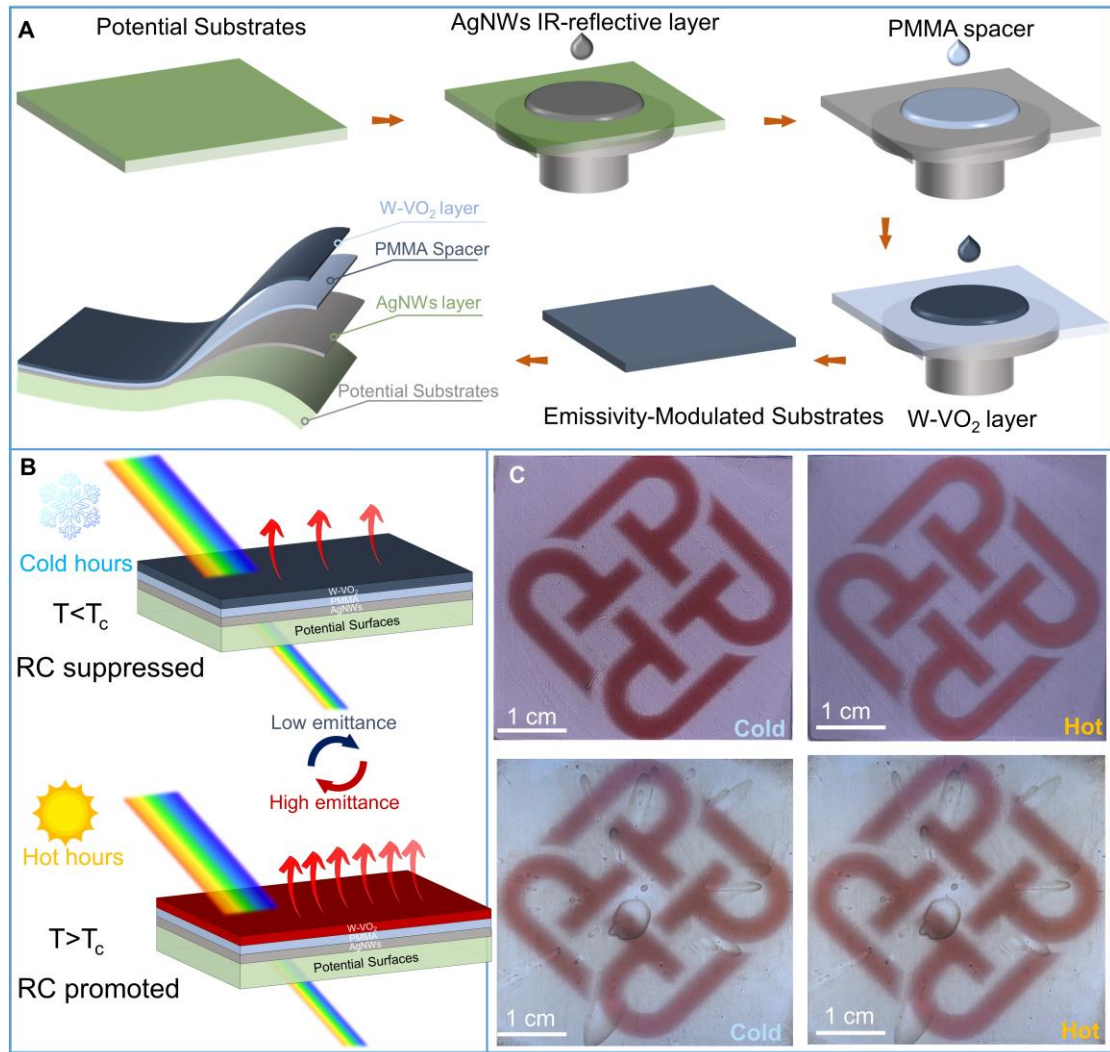 A
Potential Substrates
AgNWs IR-reflective layer
PMMA spacer
W-VO₂ layer
PMMA Spacer
AgNWs layer
Potential Substrates
Emissivity-Modulated Substrates
W-VO₂ layer
B
Cold hours
T<Tc
RC suppressed
W-VO₂
PMMA
AgNWs
Potential Surfaces
Low emittance
High emittance
Hot hours
T>Tc
RC promoted
W-VO₂
PMMA
AgNWs
Potential Surfaces
C
1 cm
Cold
1 cm
Hot
1 cm
Cold
1 cm
Hot